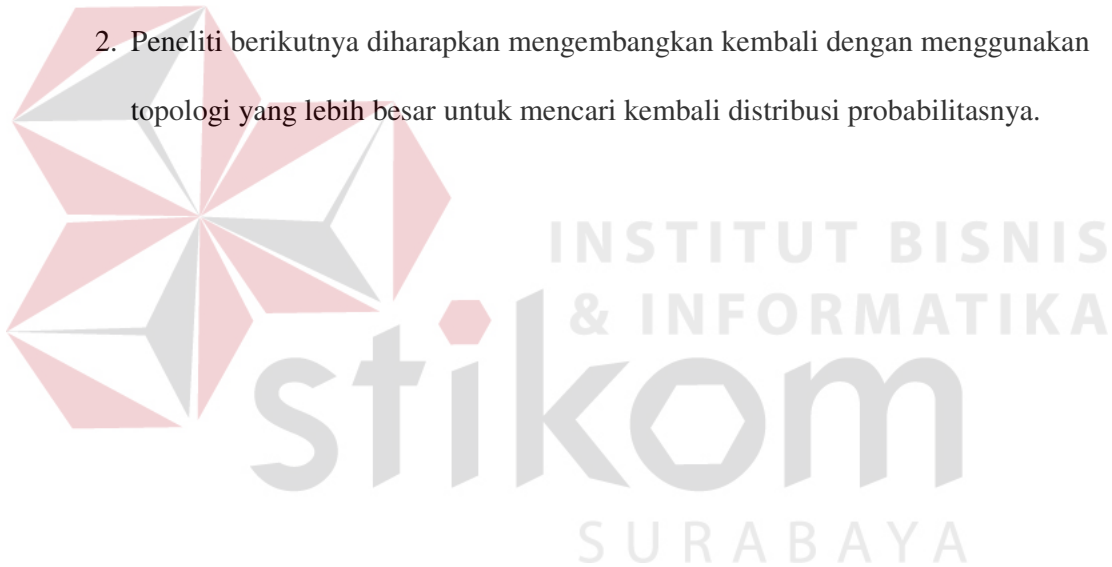 2. Peneliti berikutnya diharapkan mengembangkan kembali dengan menggunakan
topologi yang lebih besar untuk mencari kembali distribusi probabilitasnya.
INSTITUT BISNIS
& INFORMATIKA
stikom
SURABAYA